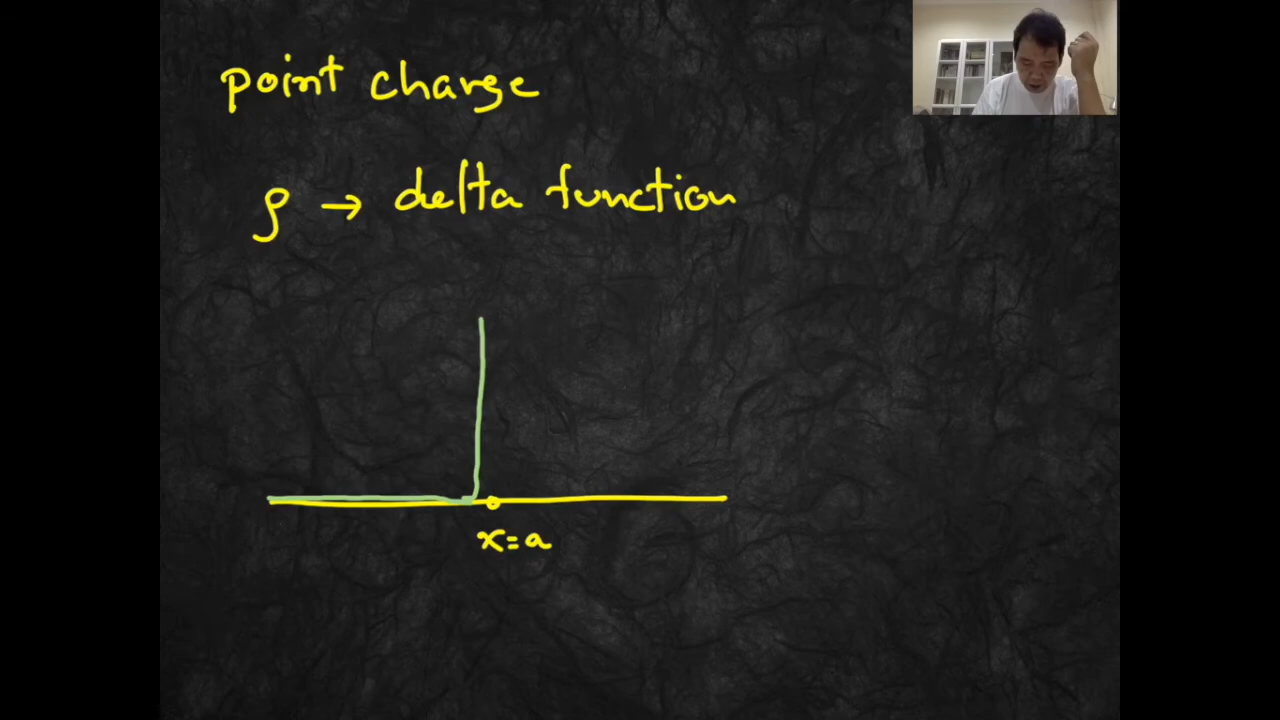 point charge
ρ → delta function
x=a